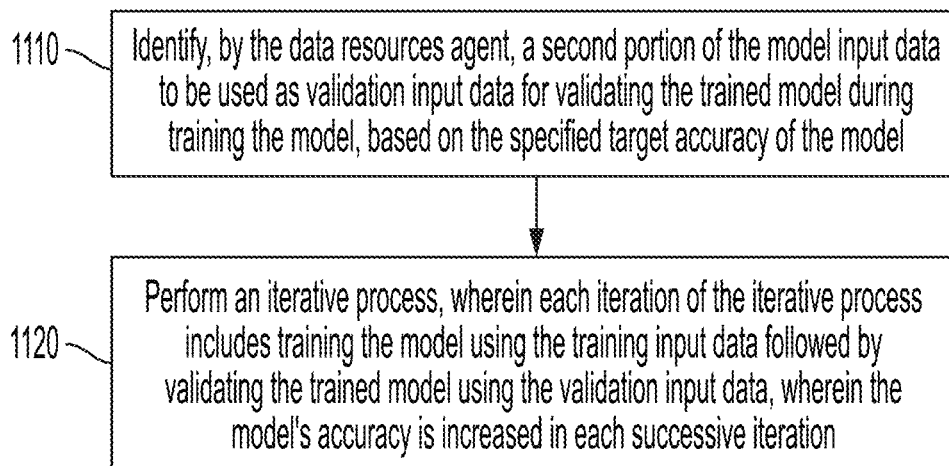 1110
Identify, by the data resources agent, a second portion of the model input data
to be used as validation input data for validating the trained model during
training the model, based on the specified target accuracy of the model
1120
Perform an iterative process, wherein each iteration of the iterative process
includes training the model using the training input data followed by
validating the trained model using the validation input data, wherein the
model's accuracy is increased in each successive iteration